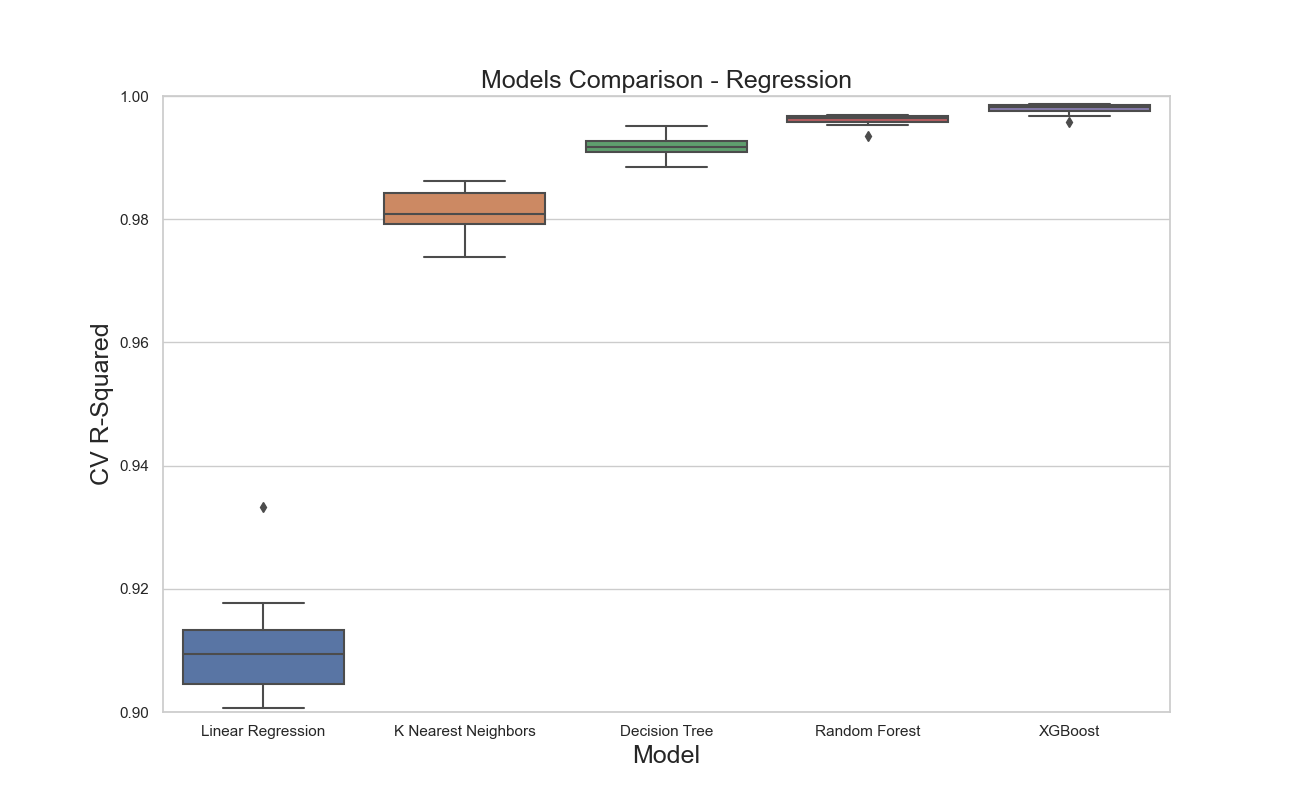 Models Comparison - Regression
1.00
0.98
0.96
0.94
0.92
0.90
CV R-Squared
Linear Regression
K Nearest Neighbors
Decision Tree
Random Forest
XGBoost
Model